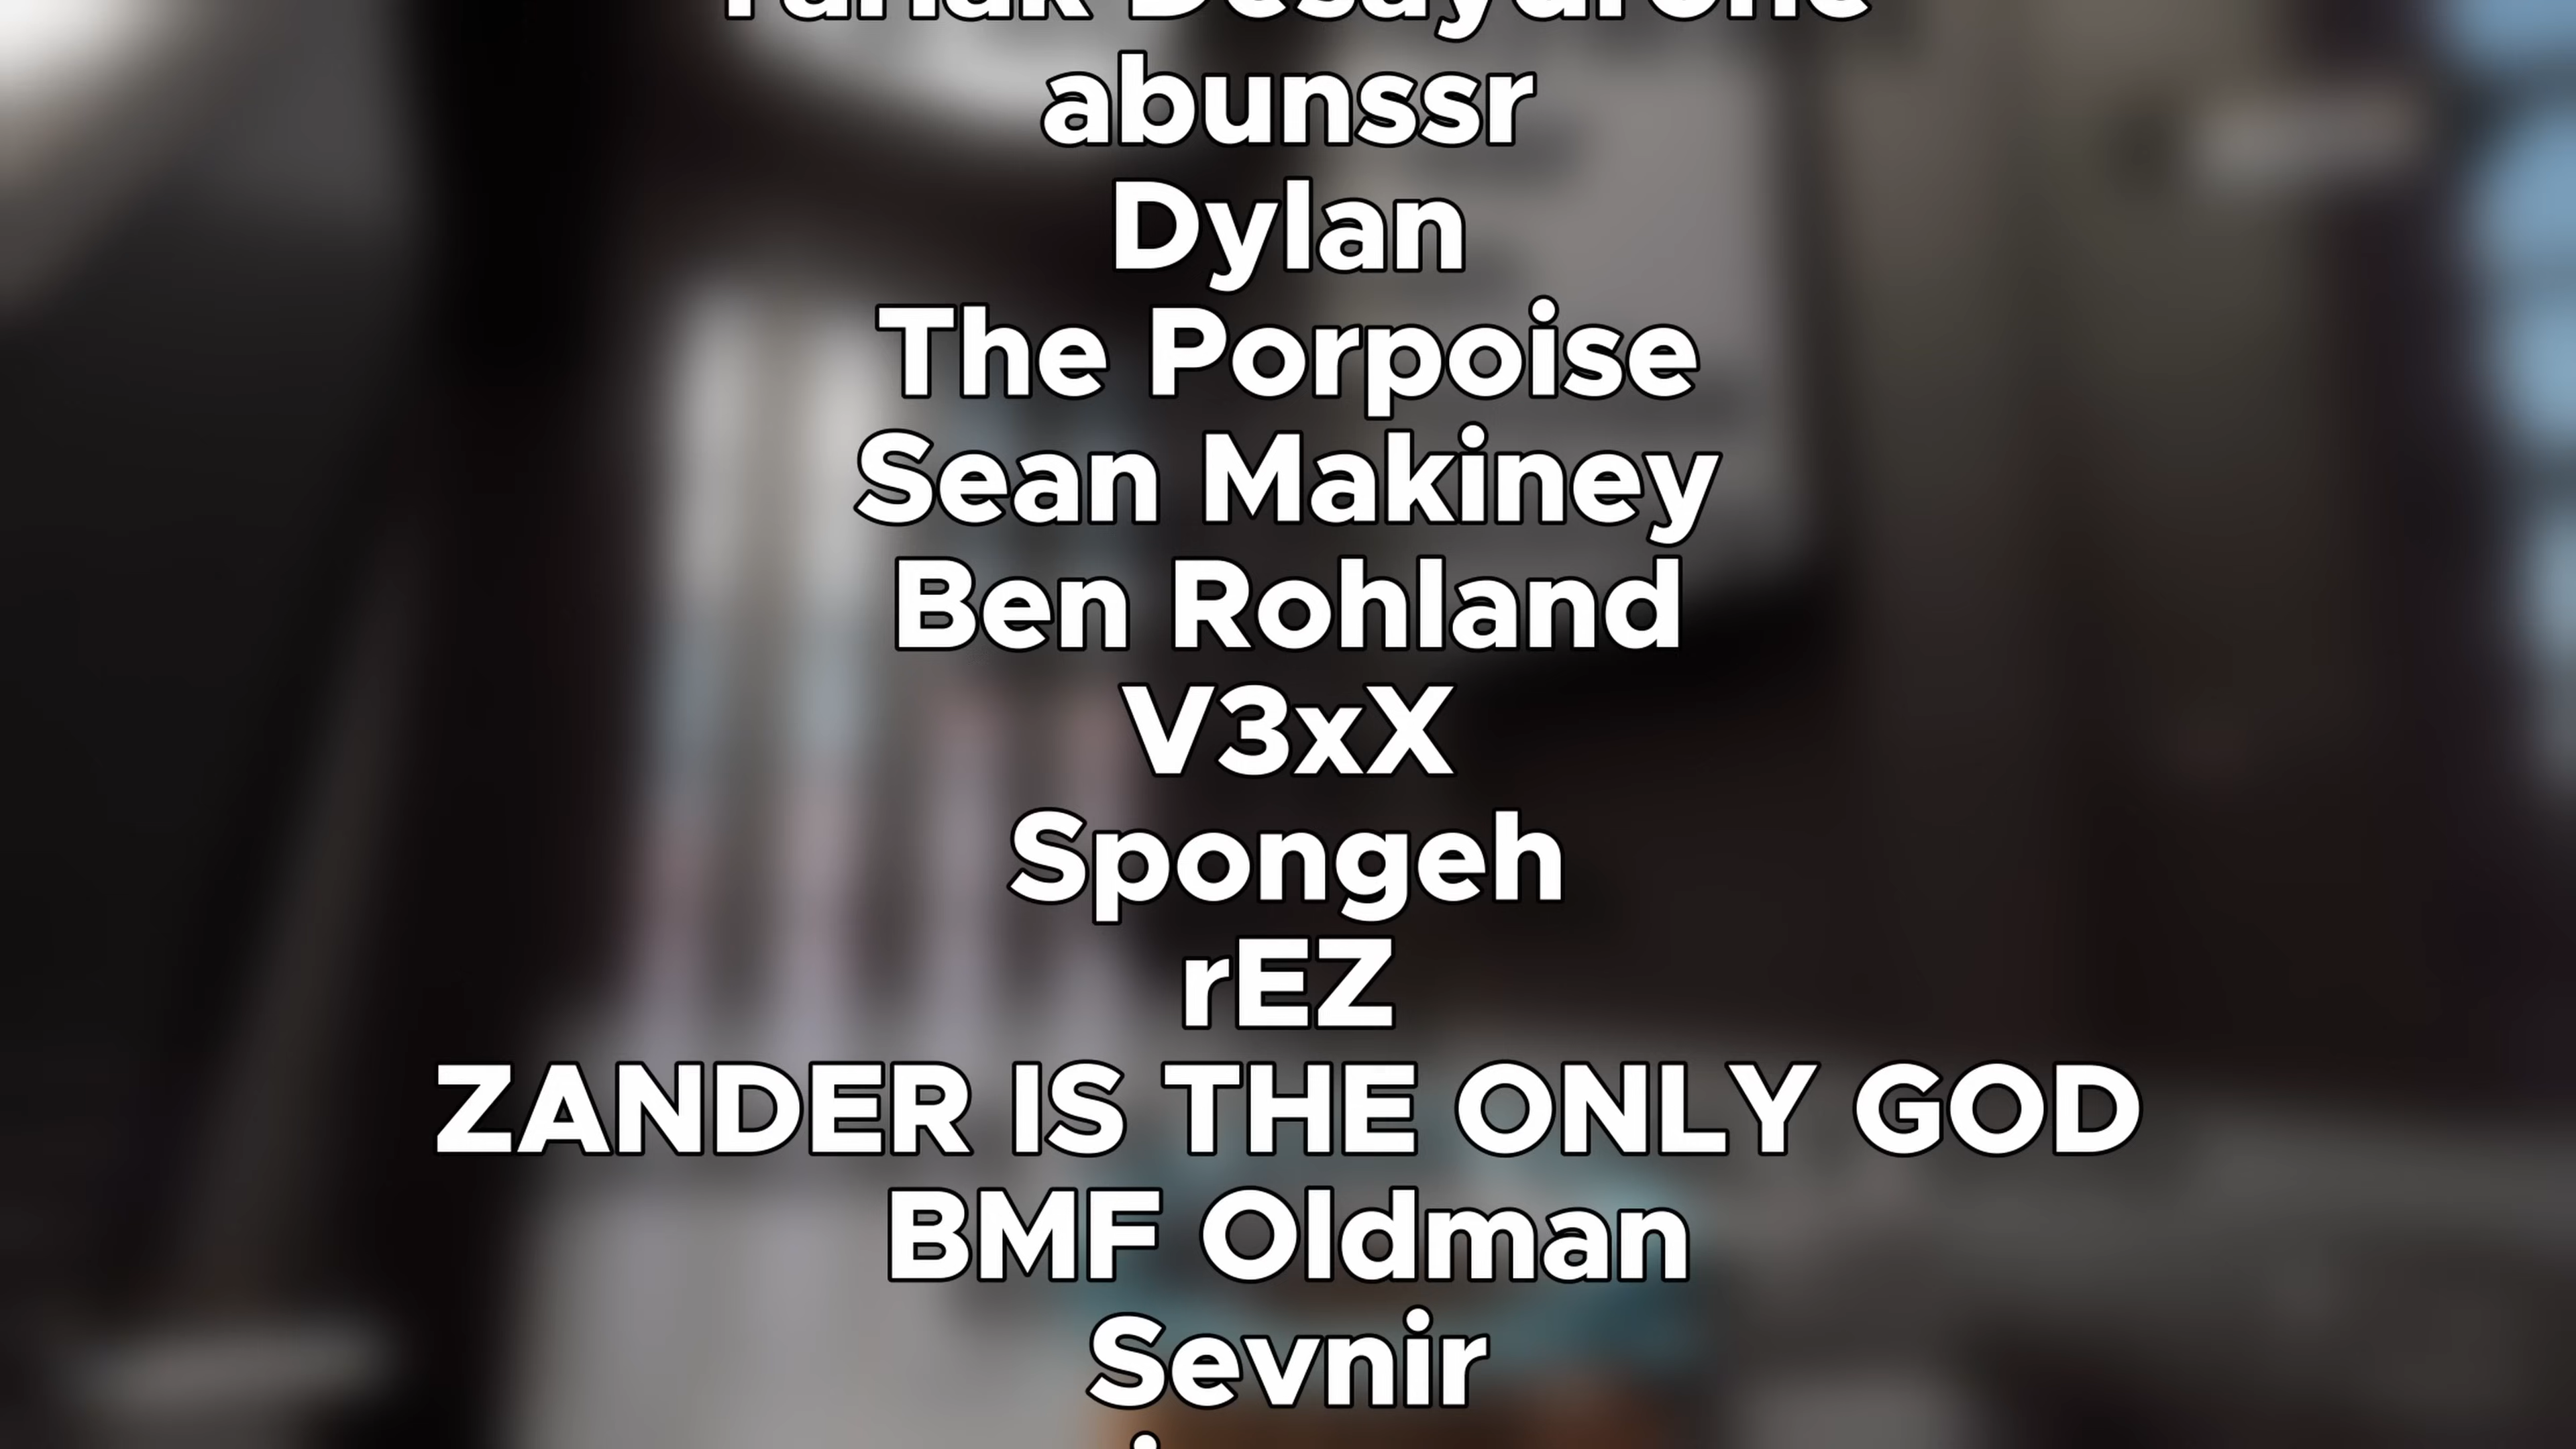 abunssr
Dylan
The Porpoise
Sean Makiney
Ben Rohland
V3xX
Spongeh
rEZ
ZANDER IS THE ONLY GOD
BMF Oldman
Sevnir